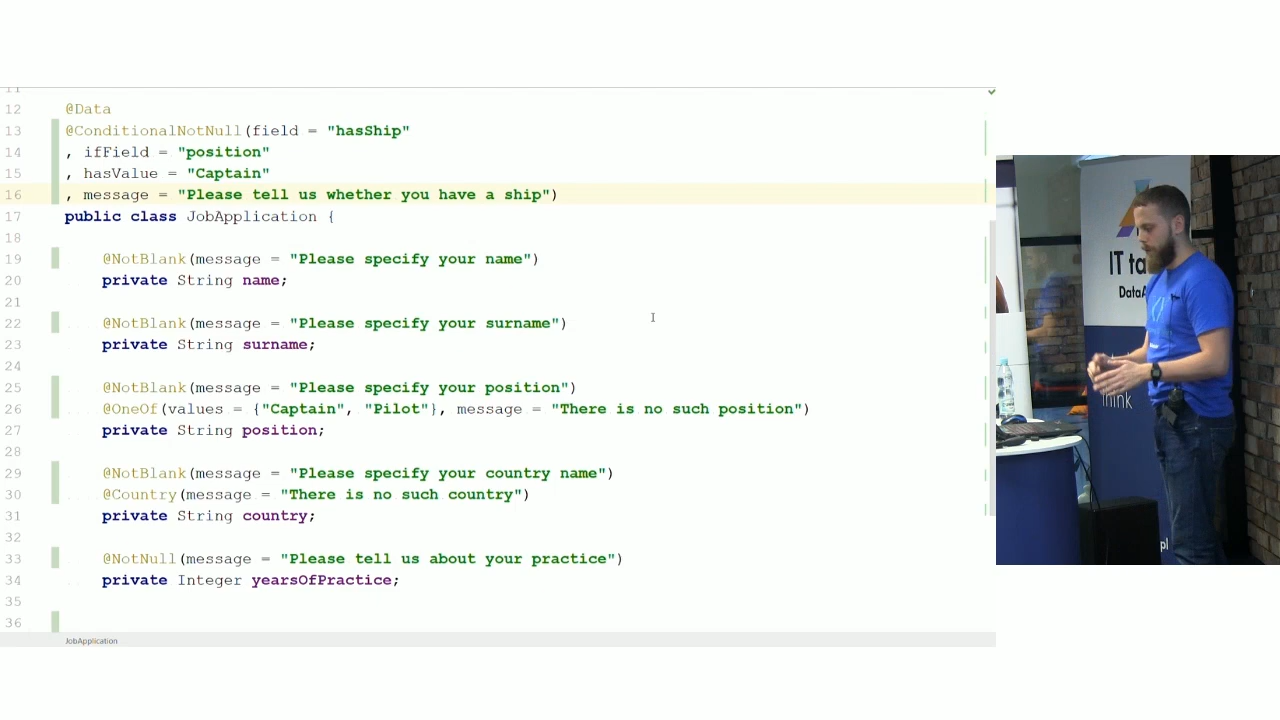 11
12 @Data
13 @ConditionalNotNull(field = "hasShip"
14 , ifField = "position"
15 , hasValue = "Captain"
16 , message = "Please tell us whether you have a ship")
17 public class JobApplication {
18
19 @NotBlank(message = "Please specify your name")
20 private String name;
21
22 @NotBlank(message = "Please specify your surname")
23 private String surname;
24
25 @NotBlank(message = "Please specify your position")
26 @OneOf(values = {"Captain", "Pilot"}, message = "There is no such position")
27 private String position;
28
29 @NotBlank(message = "Please specify your country name")
30 @Country(message = "There is no such country")
31 private String country;
32
33 @NotNull(message = "Please tell us about your practice")
34 private Integer yearsOfPractice;
35
36
JobApplication
IT ta
DataA
think
pl